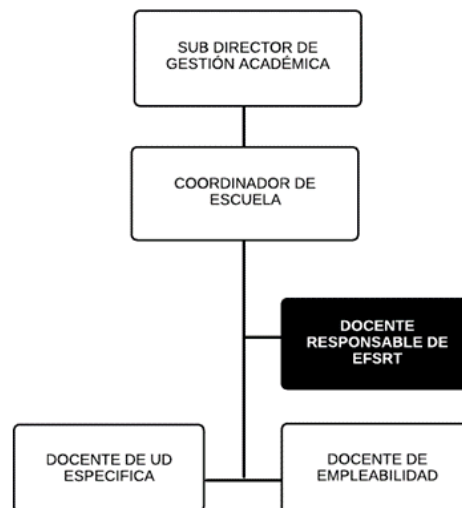 SUB DIRECTOR DE
GESTIÓN ACADÉMICA
COORDINADOR DE
ESCUELA
DOCENTE
RESPONSABLE DE
EFSRT
DOCENTE DE UD
ESPECIFICA
DOCENTE DE
EMPLEABILIDAD